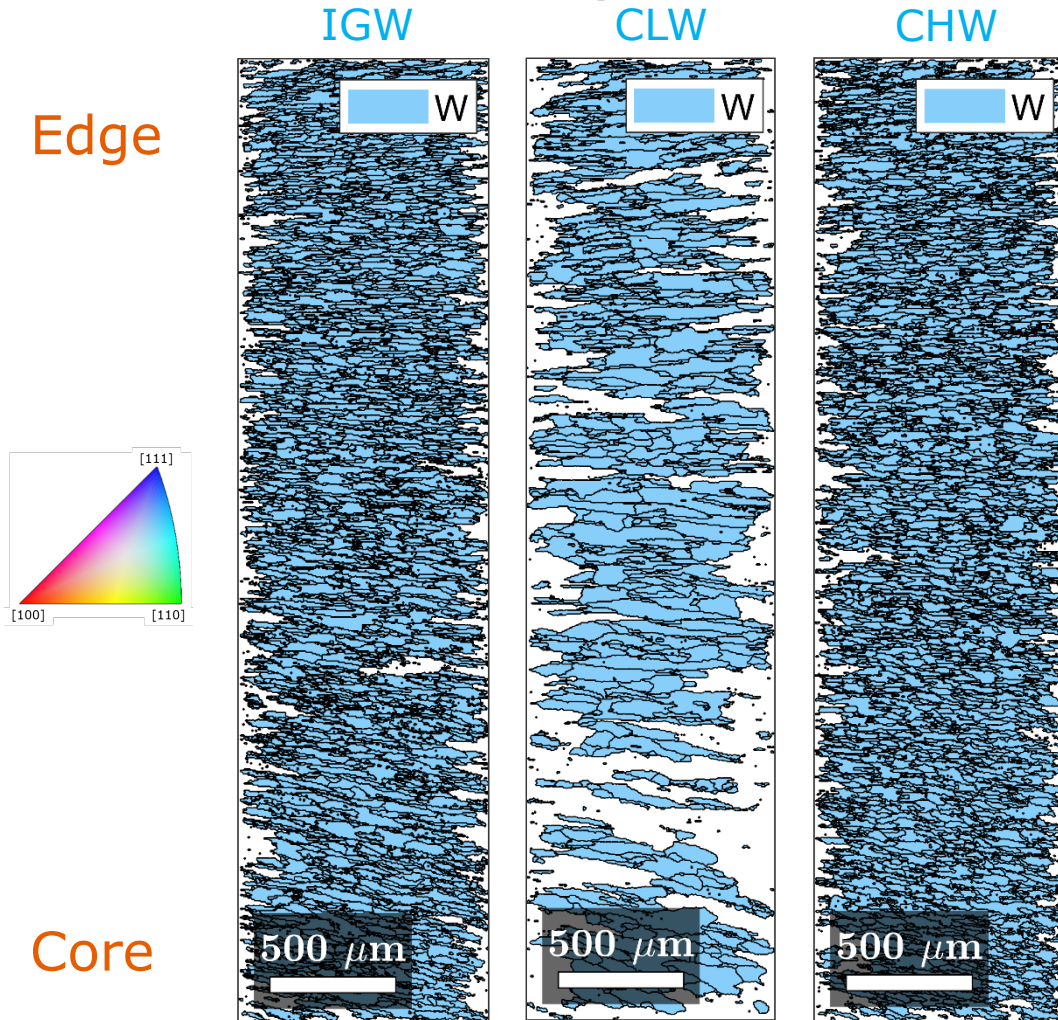 IGW CLW CHW
Edge
W W W
[111]
[100] [110]
Core
500 μm 500 μm 500 μm